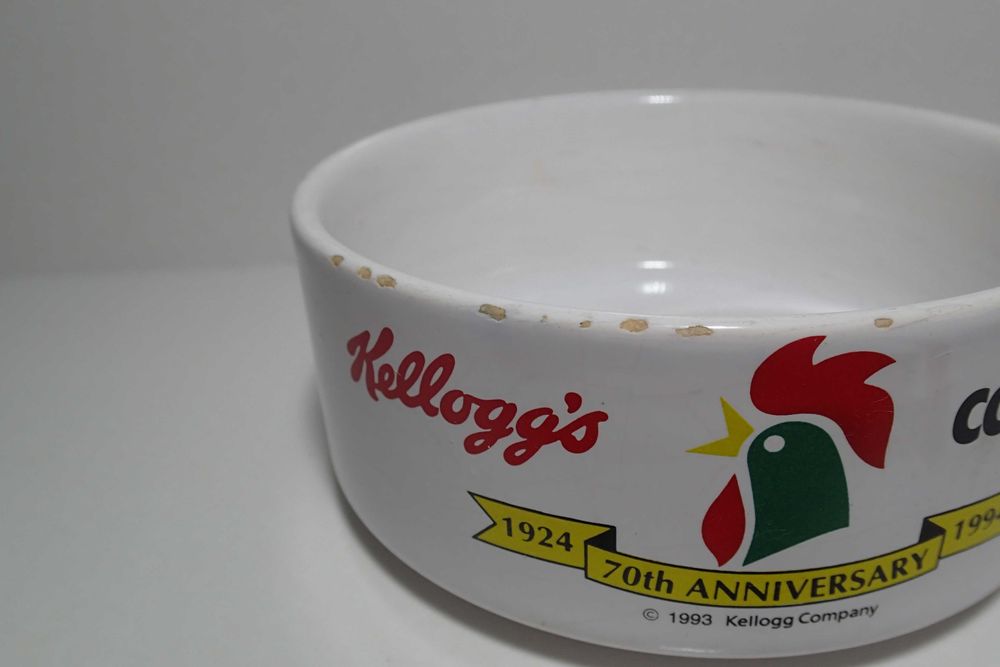 Kellogg's
1924
70th ANNIVERSARY
© 1993 Kellogg Company